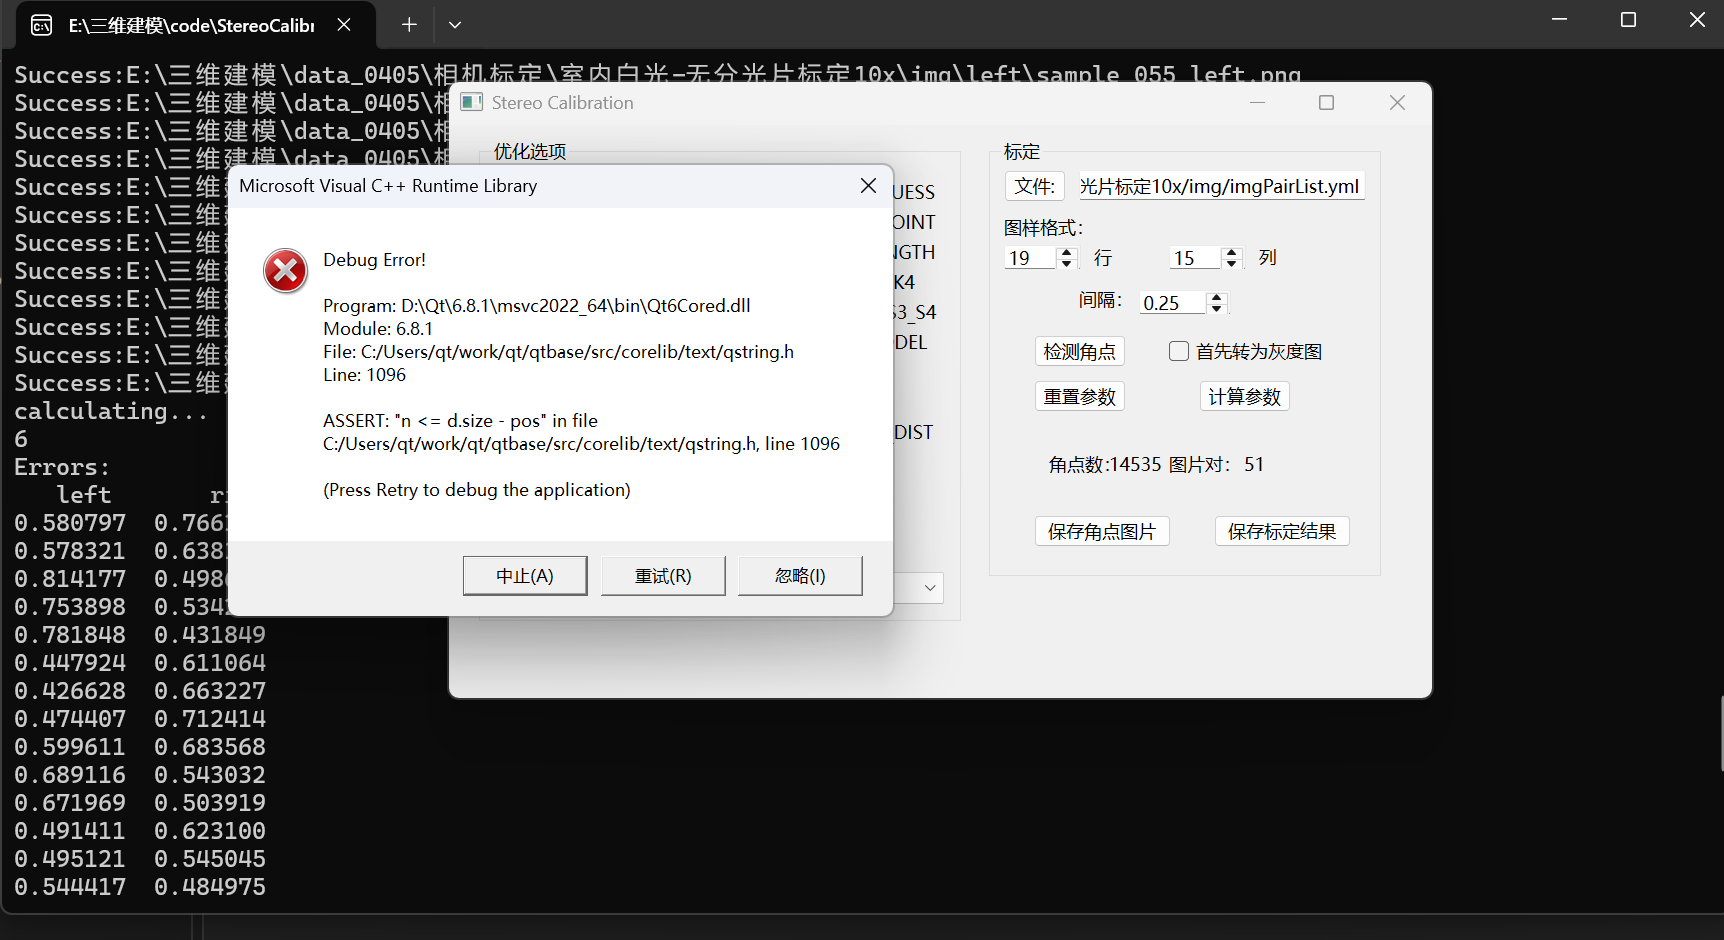 E:\三维建模\code\StereoCalibr
Success:E:\三维建模\data_0405\相机标定\室内白光-无分光片标定10x\img\left\sample_055_left.png
Success:E:\三维建模\data_0405\相
Success:E:\三维建模\data_0405\相
Success:E:\三维建模\data_0405\相
Success:E:\三维
Success:E:\三维
Success:E:\三维
Success:E:\三维
Success:E:\三维
Success:E:\三维
Success:E:\三维
Success:E:\三维
calculating...
6
Errors:
left
0.580797 0.766
0.578321 0.638
0.814177 0.498
0.753898 0.534
0.781848 0.431849
0.447924 0.611064
0.426628 0.663227
0.474407 0.712414
0.599611 0.683568
0.689116 0.543032
0.671969 0.503919
0.491411 0.623100
0.495121 0.545045
0.544417 0.484975
Stereo Calibration
优化选项
UESS
OINT
NGTH
K4
S3_S4
DEL
DIST
标定
文件: 光片标定10x/img/imgPairList.yml
图样格式:
19 行 15 列
间隔: 0.25
检测角点 首先转为灰度图
重置参数 计算参数
角点数:14535 图片对: 51
保存角点图片 保存标定结果
Microsoft Visual C++ Runtime Library
Debug Error!
Program: D:\Qt\6.8.1\msvc2022_64\bin\Qt6Cored.dll
Module: 6.8.1
File: C:/Users/qt/work/qt/qtbase/src/corelib/text/qstring.h
Line: 1096
ASSERT: "n <= d.size - pos" in file
C:/Users/qt/work/qt/qtbase/src/corelib/text/qstring.h, line 1096
(Press Retry to debug the application)
中止(A) 重试(R) 忽略(I)